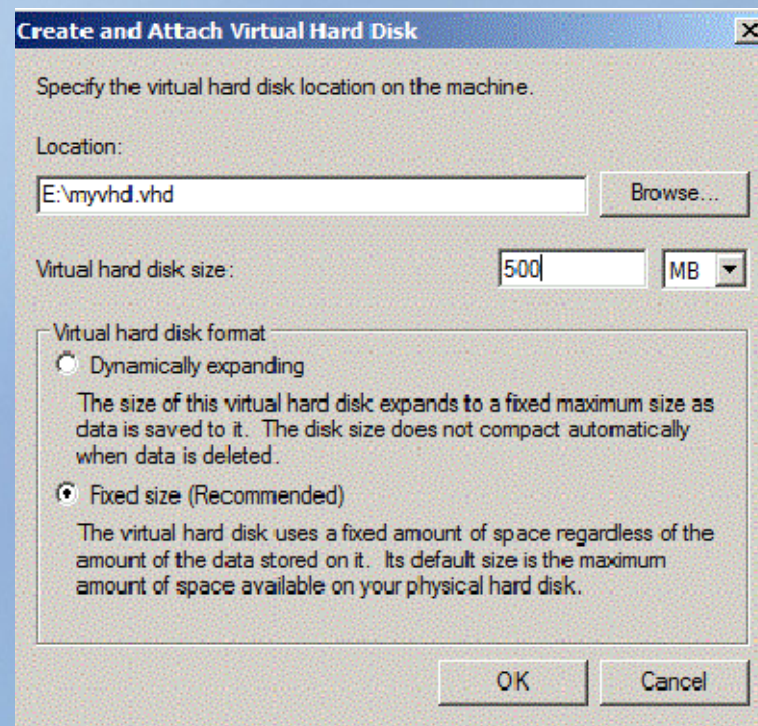 Create and Attach Virtual Hard Disk
Specify the virtual hard disk location on the machine.
Location:
E:\myvhd.vhd
Browse...
Virtual hard disk size:
500
MB
Virtual hard disk format
Dynamically expanding
The size of this virtual hard disk expands to a fixed maximum size as
data is saved to it. The disk size does not compact automatically
when data is deleted.
Fixed size (Recommended)
The virtual hard disk uses a fixed amount of space regardless of the
amount of the data stored on it. Its default size is the maximum
amount of space available on your physical hard disk.
OK
Cancel